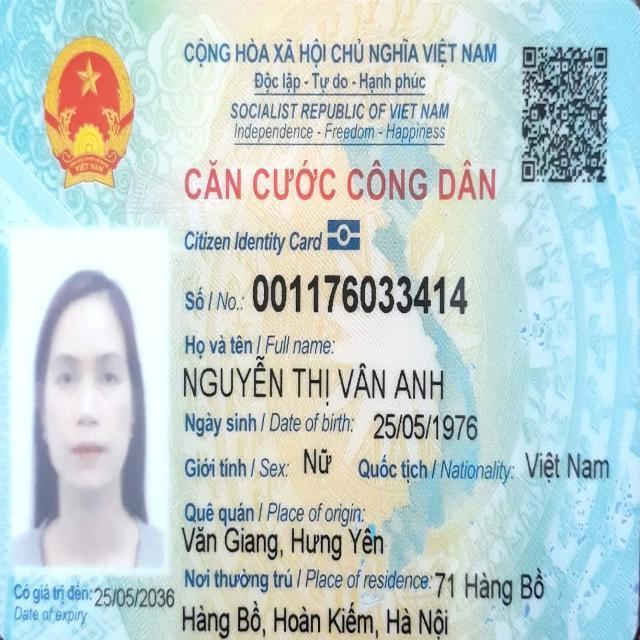 CỘNG HÒA XÃ HỘI CHỦ NGHĨA VIỆT NAM
Độc lập - Tự do - Hạnh phúc
SOCIALIST REPUBLIC OF VIET NAM
Independence - Freedom - Happiness
VIỆT NAM
CĂN CƯỚC CÔNG DÂN
Citizen Identity Card
Số / No.: 001176033414
Họ và tên / Full name:
NGUYỄN THỊ VÂN ANH
Ngày sinh / Date of birth: 25/05/1976
Giới tính / Sex: Nữ Quốc tịch / Nationality: Việt Nam
Quê quán / Place of origin:
Văn Giang, Hưng Yên
Nơi thường trú / Place of residence: 71 Hàng Bồ
Hàng Bồ, Hoàn Kiếm, Hà Nội
Có giá trị đến: 25/05/2036
Date of expiry